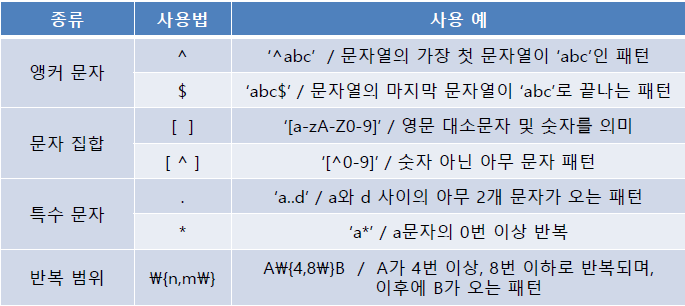 종류 사용법 사용 예
앵커 문자 ^ '^abc' / 문자열의 가장 첫 문자열이 'abc'인 패턴
$ 'abc$' / 문자열의 마지막 문자열이 'abc'로 끝나는 패턴
문자 집합 [ ] '[a-zA-Z0-9]' / 영문 대소문자 및 숫자를 의미
[ ^ ] '[^0-9]' / 숫자 아닌 아무 문자 패턴
특수 문자 . 'a..d' / a와 d 사이의 아무 2개 문자가 오는 패턴
* 'a*' / a문자의 0번 이상 반복
반복 범위 ₩{n,m₩} A₩{4,8₩}B / A가 4번 이상, 8번 이하로 반복되며,
이후에 B가 오는 패턴